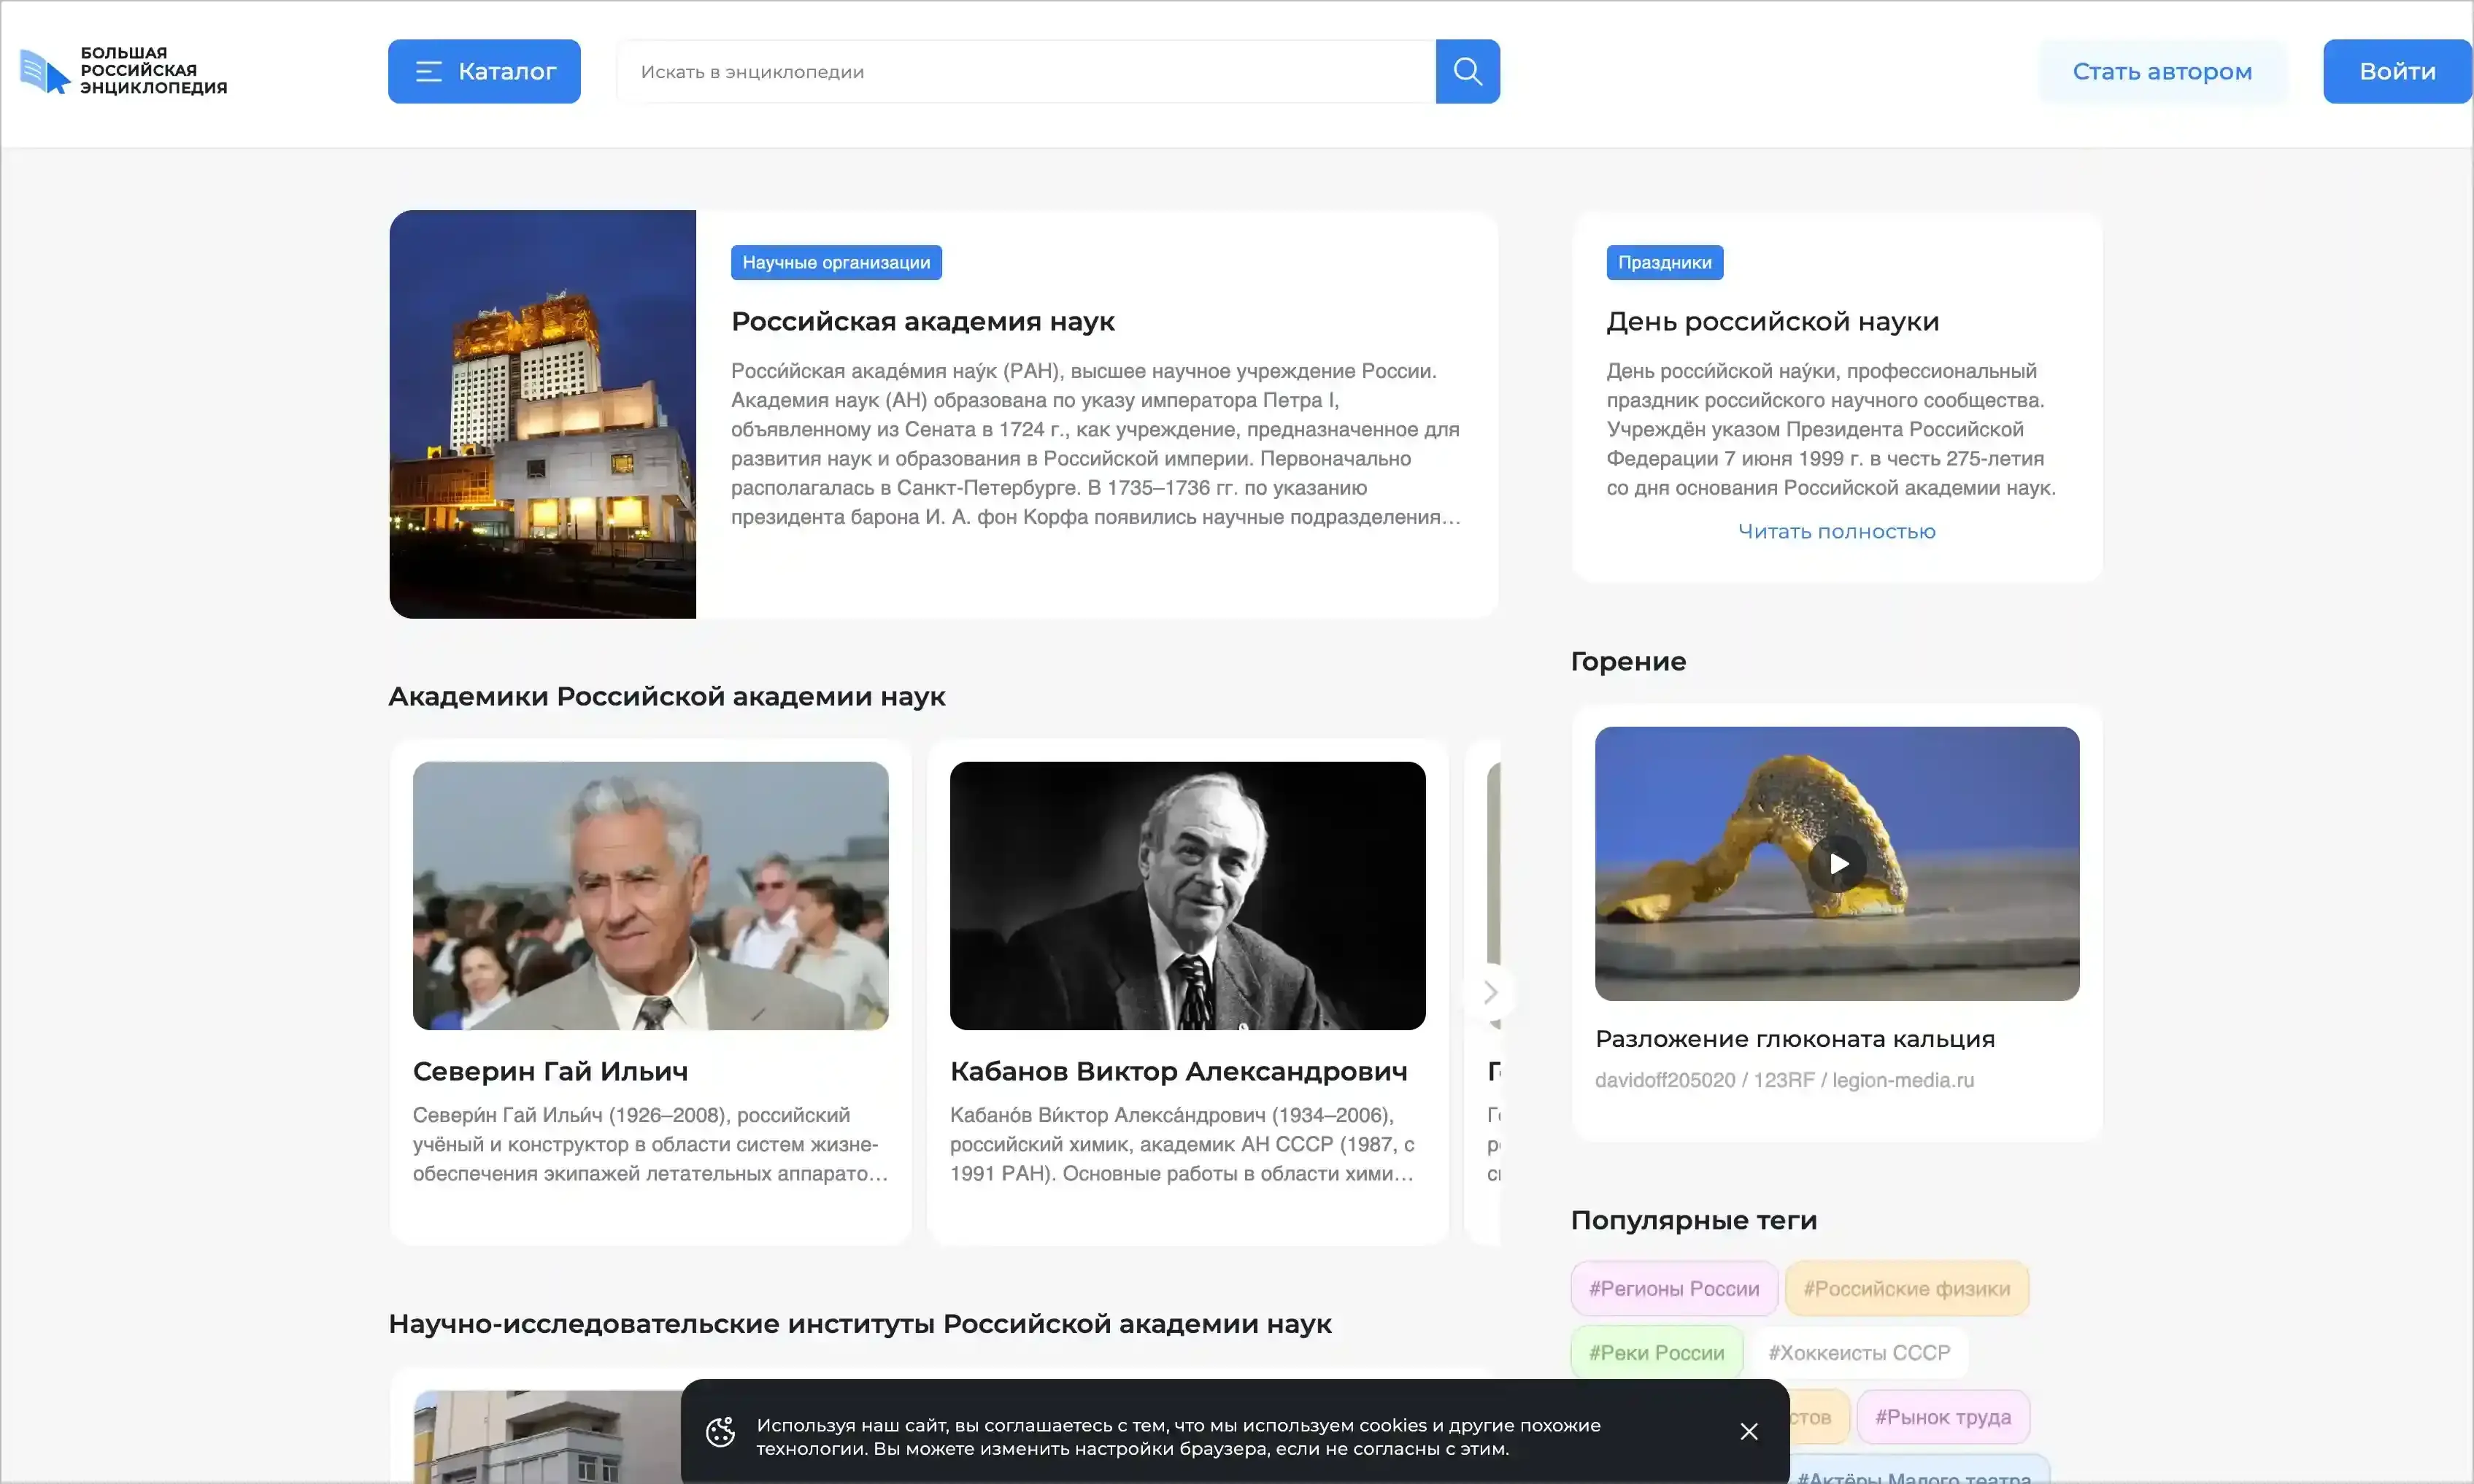 БОЛЬШАЯ
РОССИЙСКАЯ
ЭНЦИКЛОПЕДИЯ
Каталог
Искать в энциклопедии
Стать автором
Войти
Научные организации
Российская академия наук
Росси́йская акаде́мия нау́к (РАН), высшее научное учреждение России.
Академия наук (АН) образована по указу императора Петра I,
объявленному из Сената в 1724 г., как учреждение, предназначенное для
развития наук и образования в Российской империи. Первоначально
располагалась в Санкт-Петербурге. В 1735–1736 гг. по указанию
президента барона И. А. фон Корфа появились научные подразделения…
Праздники
День российской науки
День росси́йской нау́ки, профессиональный
праздник российского научного сообщества.
Учреждён указом Президента Российской
Федерации 7 июня 1999 г. в честь 275-летия
со дня основания Российской академии наук.
Читать полностью
Академики Российской академии наук
Северин Гай Ильич
Севери́н Гай Ильи́ч (1926–2008), российский
учёный и конструктор в области систем жизне-
обеспечения экипажей летательных аппарато…
Кабанов Виктор Александрович
Кабано́в Ви́ктор Алекса́ндрович (1934–2006),
российский химик, академик АН СССР (1987, с
1991 РАН). Основные работы в области хими…
Горение
Разложение глюконата кальция
davidoff205020 / 123RF / legion-media.ru
Популярные теги
#Регионы России
#Российские физики
#Реки России
#Хоккеисты СССР
стов
#Рынок труда
#Актёры Малого театра
Научно-исследовательские институты Российской академии наук
Используя наш сайт, вы соглашаетесь с тем, что мы используем cookies и другие похожие
технологии. Вы можете изменить настройки браузера, если не согласны с этим.